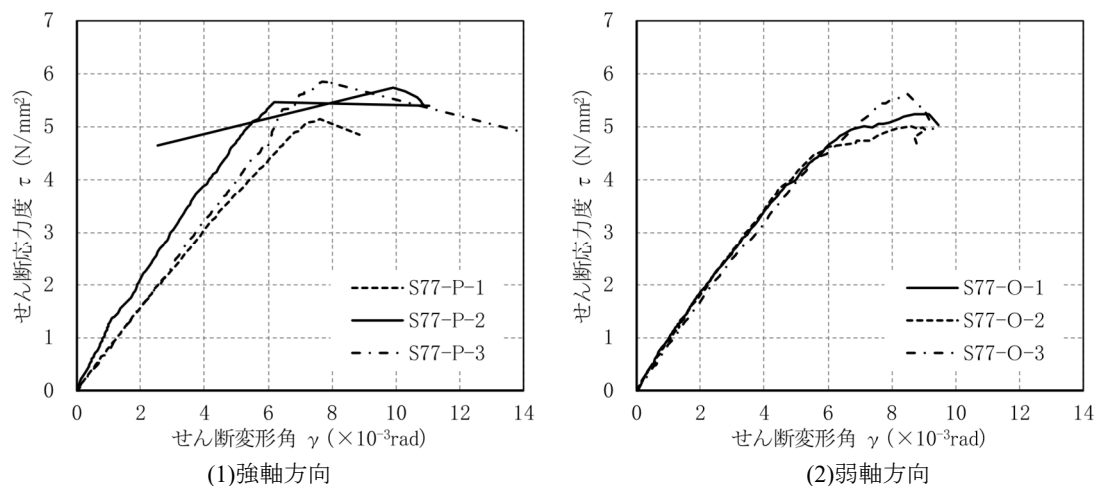 せん断応力度 τ (N/mm²)
7
6
5
4
3
2
1
0
S77-P-1
S77-P-2
S77-P-3
0 2 4 6 8 10 12 14
せん断変形角 γ (×10⁻³rad)
(1)強軸方向
せん断応力度 τ (N/mm²)
7
6
5
4
3
2
1
0
S77-O-1
S77-O-2
S77-O-3
0 2 4 6 8 10 12 14
せん断変形角 γ (×10⁻³rad)
(2)弱軸方向